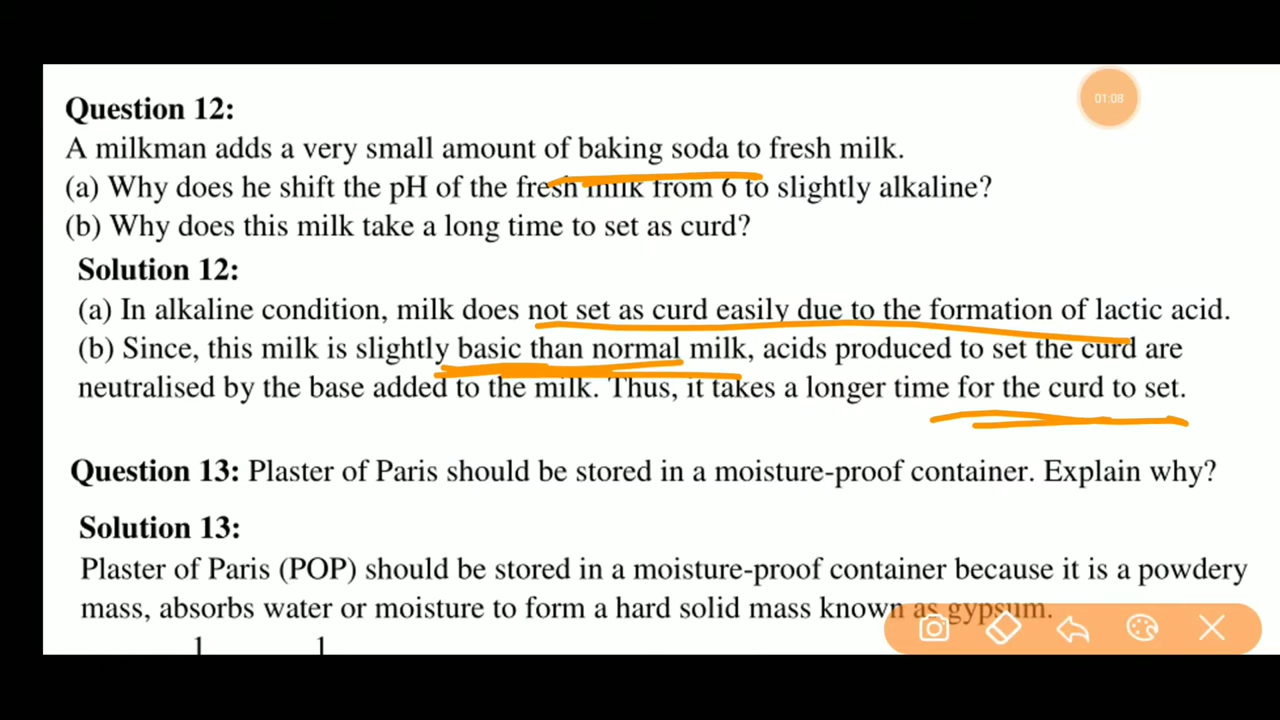 01:08
Question 12:
A milkman adds a very small amount of baking soda to fresh milk.
(a) Why does he shift the pH of the fresh milk from 6 to slightly alkaline?
(b) Why does this milk take a long time to set as curd?
Solution 12:
(a) In alkaline condition, milk does not set as curd easily due to the formation of lactic acid.
(b) Since, this milk is slightly basic than normal milk, acids produced to set the curd are
neutralised by the base added to the milk. Thus, it takes a longer time for the curd to set.
Question 13: Plaster of Paris should be stored in a moisture-proof container. Explain why?
Solution 13:
Plaster of Paris (POP) should be stored in a moisture-proof container because it is a powdery
mass, absorbs water or moisture to form a hard solid mass known as gypsum.